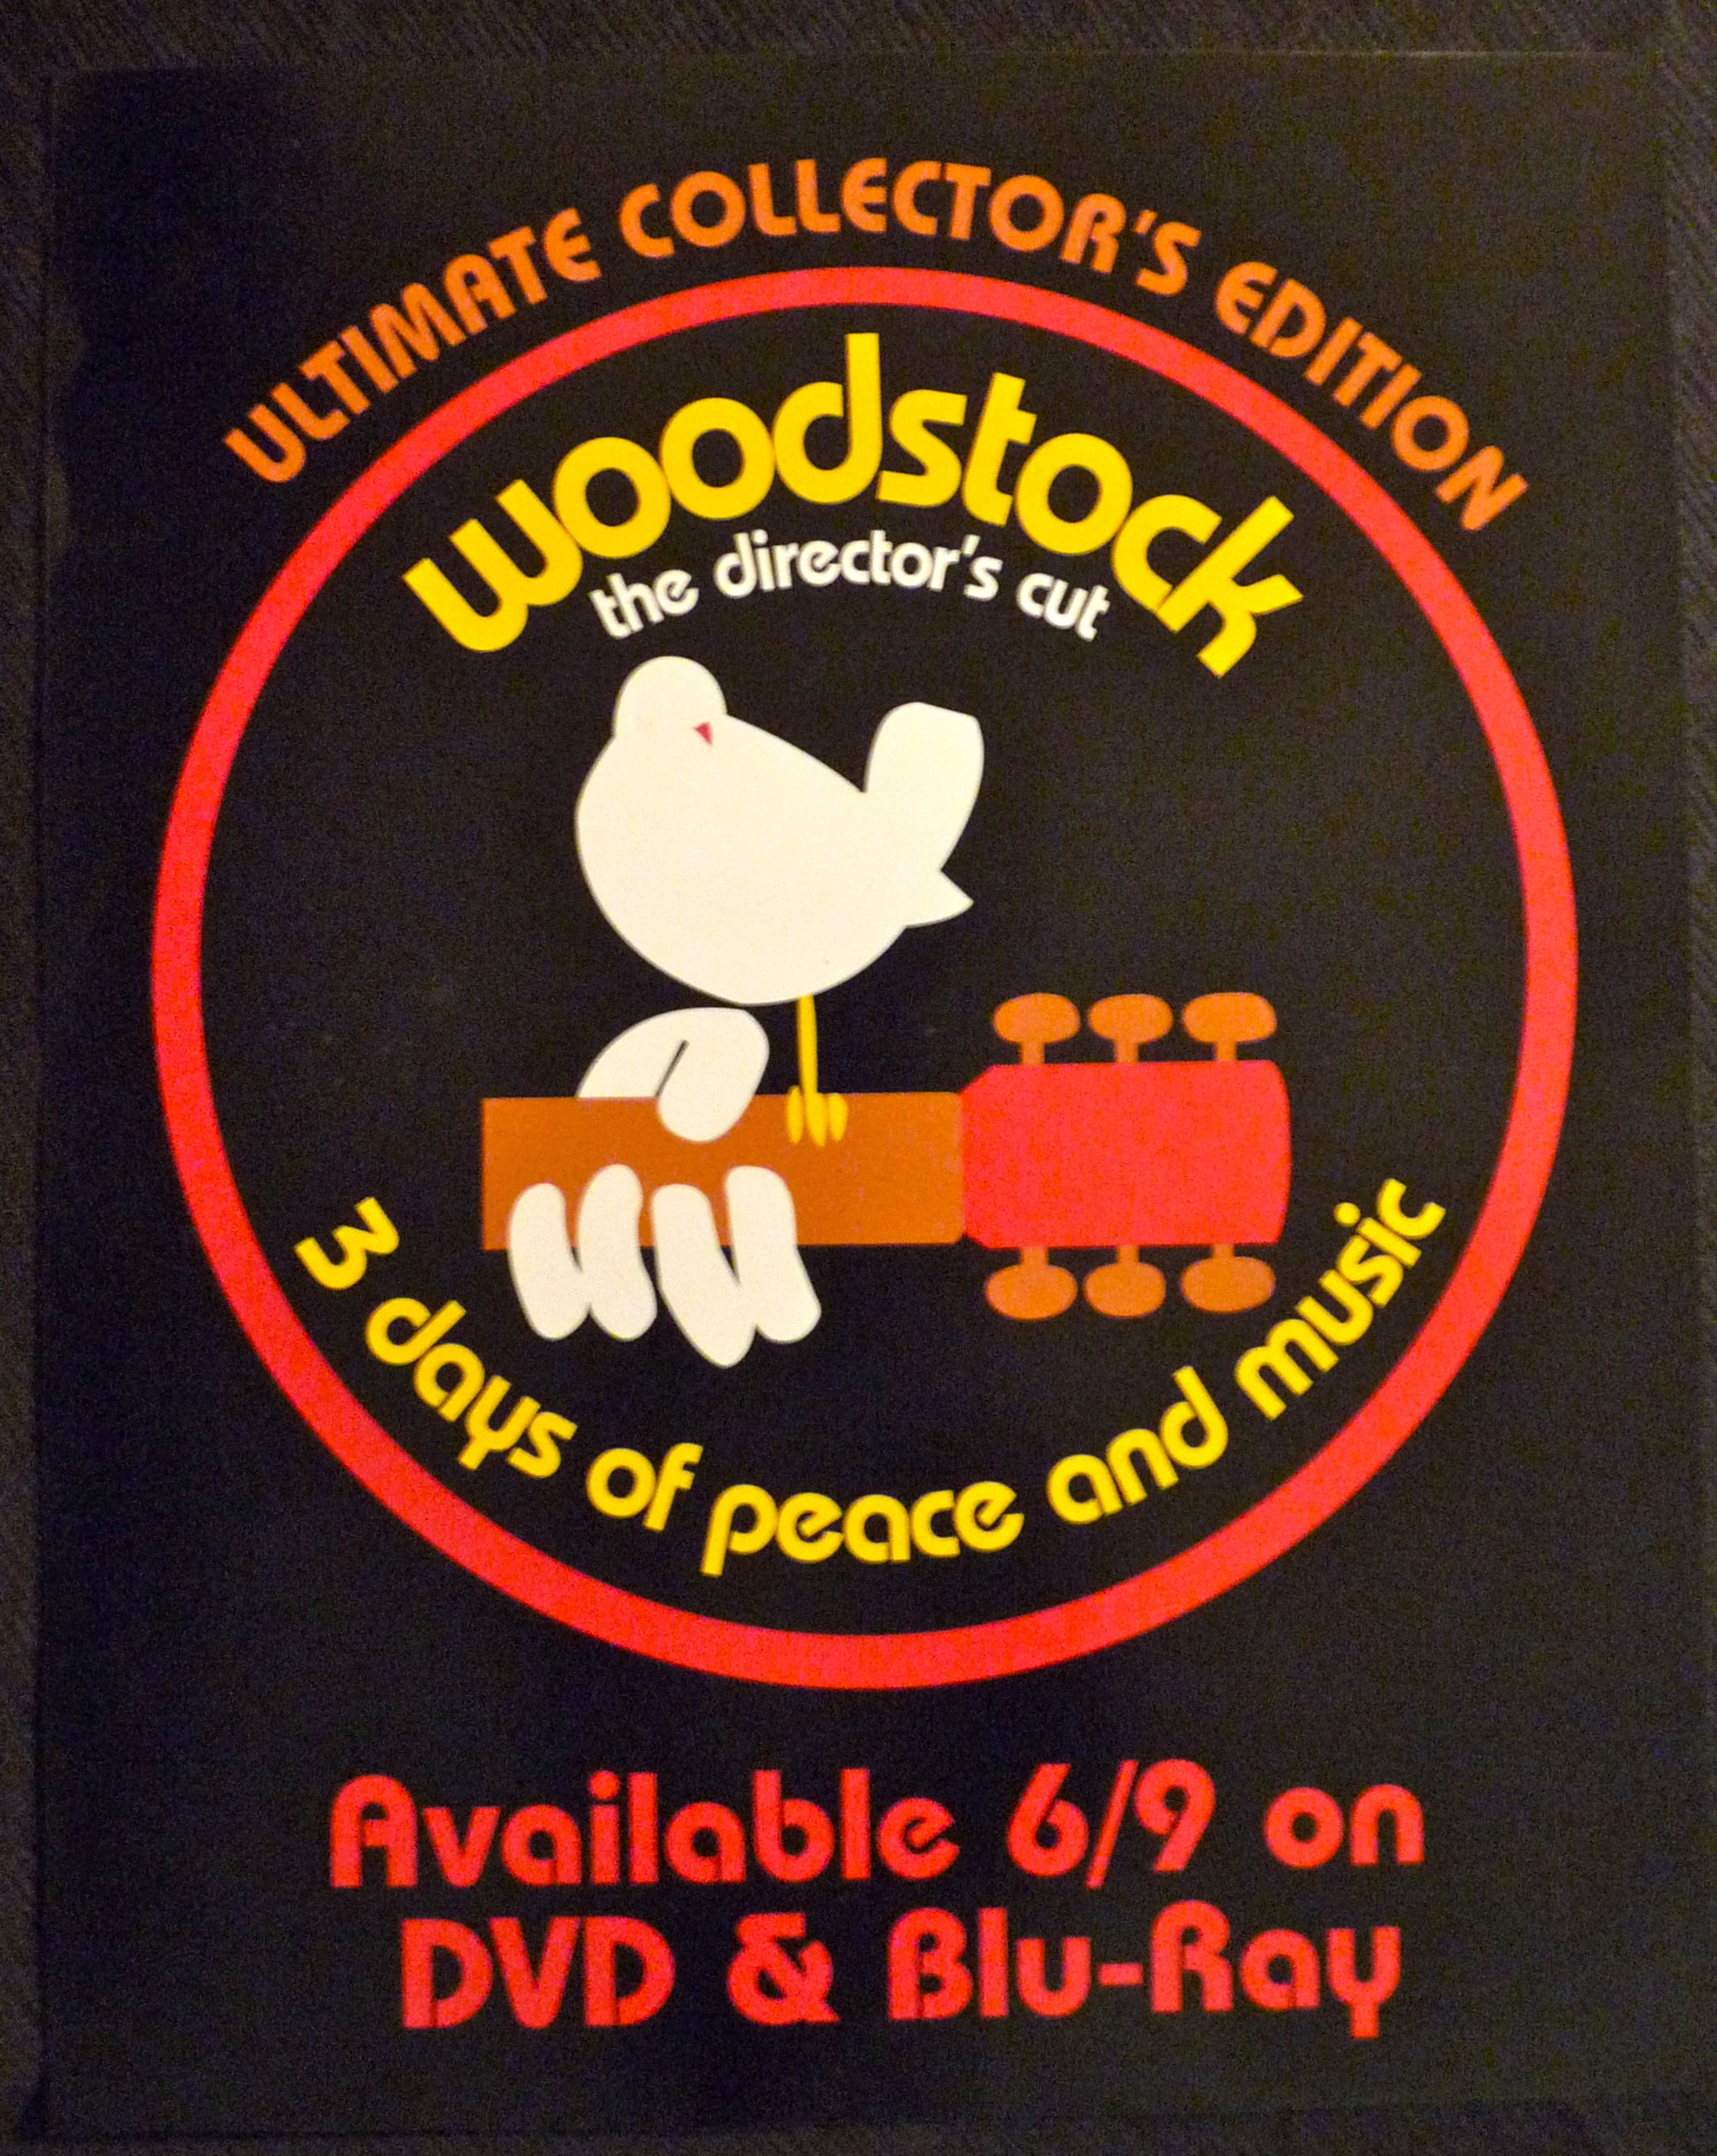 ULTIMATE COLLECTOR'S EDITION
woodstock
the director's cut
3 days of peace and music
Available 6/9 on
DVD & Blu-Ray